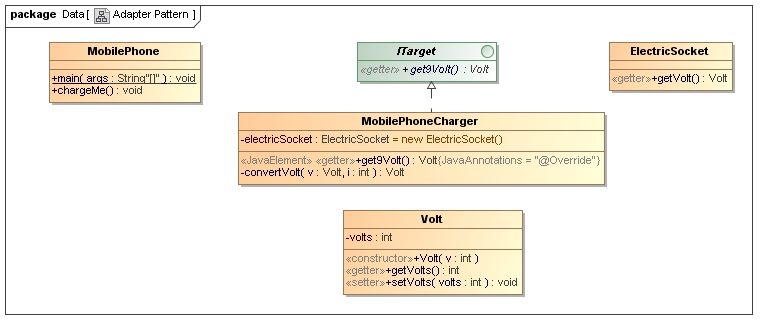 package Data [ Adapter Pattern ]
MobilePhone
+main( args : String"[]" ) : void
+chargeMe() : void
ITarget
«getter» +get9Volt() : Volt
ElectricSocket
«getter»+getVolt() : Volt
MobilePhoneCharger
-electricSocket : ElectricSocket = new ElectricSocket()
«JavaElement» «getter»+get9Volt() : Volt{JavaAnnotations = "@Override"}
-convertVolt( v : Volt, i : int ) : Volt
Volt
-volts : int
«constructor»+Volt( v : int )
«getter»+getVolts() : int
«setter»+setVolts( volts : int ) : void